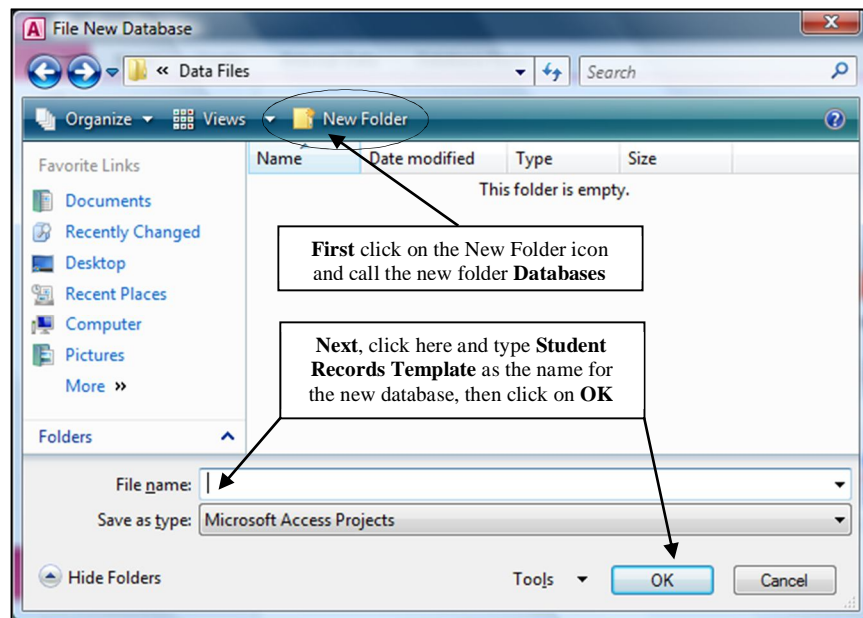 File New Database
« Data Files
Search
Organize Views New Folder
Favorite Links
Documents
Recently Changed
Desktop
Recent Places
Computer
Pictures
More »
Folders
Name Date modified Type Size
This folder is empty.
First click on the New Folder icon
and call the new folder Databases
Next, click here and type Student
Records Template as the name for
the new database, then click on OK
File name:
Save as type: Microsoft Access Projects
Hide Folders Tools OK Cancel